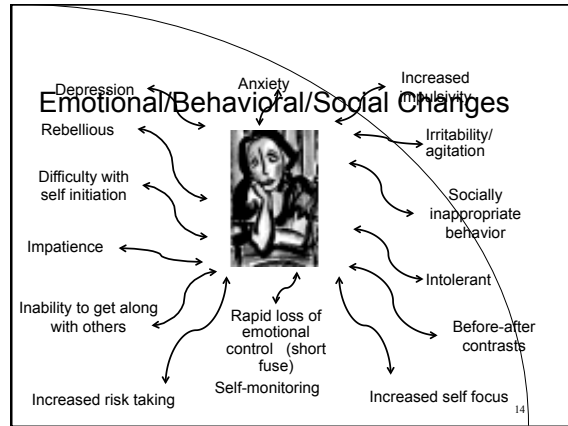 Emotional/Behavioral/Social Changes
Depression
Anxiety
Increased
impulsivity
Rebellious
Irritability/
agitation
Difficulty with
self initiation
Socially
inappropriate
behavior
Impatience
Intolerant
Inability to get along
with others
Rapid loss of
emotional
control (short
fuse)
Self-monitoring
Before-after
contrasts
Increased risk taking
Increased self focus
14